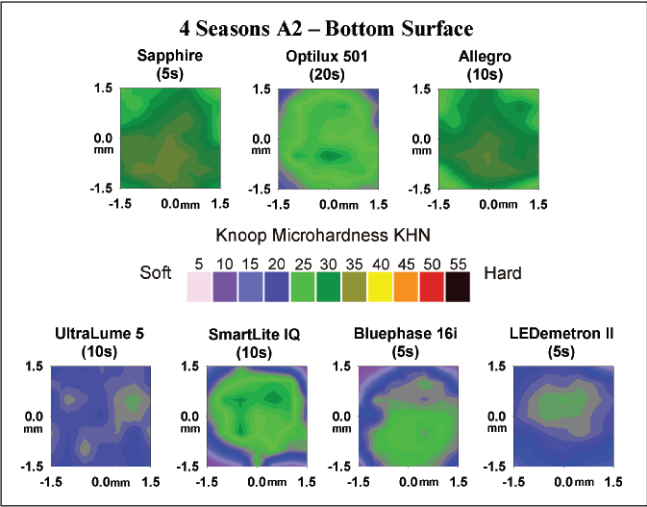 4 Seasons A2 – Bottom Surface
Sapphire
(5s)
Optilux 501
(20s)
Allegro
(10s)
1.5
0.0
mm
-1.5
-1.5 0.0mm 1.5
1.5
0.0
mm
-1.5
-1.5 0.0mm 1.5
1.5
0.0
mm
-1.5
-1.5 0.0mm 1.5
Knoop Microhardness KHN
5 10 15 20 25 30 35 40 45 50 55
Soft Hard
UltraLume 5
(10s)
SmartLite IQ
(10s)
Bluephase 16i
(5s)
LEDemetron II
(5s)
1.5
0.0
mm
-1.5
-1.5 0.0mm 1.5
1.5
0.0
mm
-1.5
-1.5 0.0mm 1.5
1.5
0.0
mm
-1.5
-1.5 0.0mm 1.5
1.5
0.0
mm
-1.5
-1.5 0.0mm 1.5